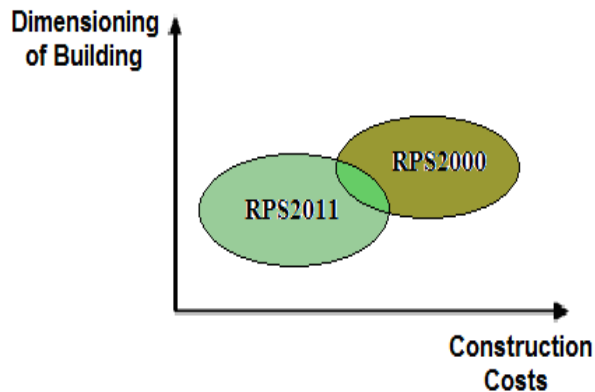 Dimensioning
of Building
RPS2000
RPS2011
Construction
Costs